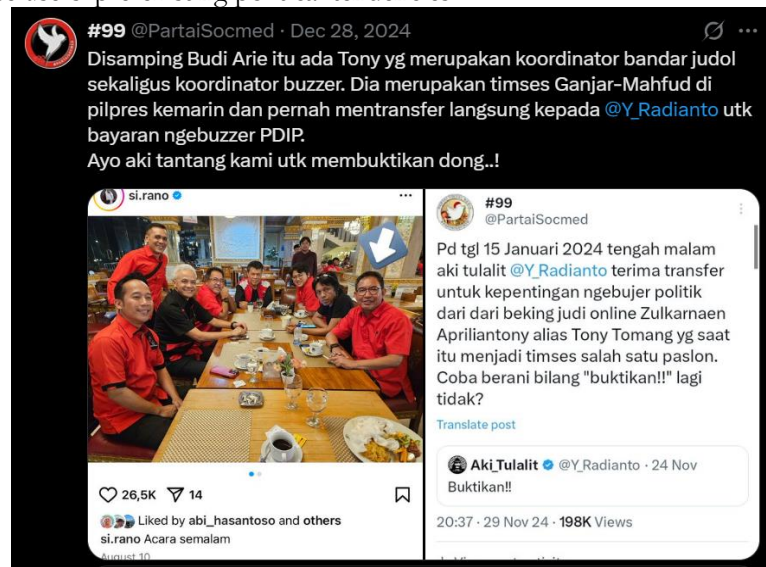 #99 @PartaiSocmed · Dec 28, 2024
Disamping Budi Arie itu ada Tony yg merupakan koordinator bandar judol
sekaligus koordinator buzzer. Dia merupakan timses Ganjar-Mahfud di
pilpres kemarin dan pernah mentransfer langsung kepada @Y_Radianto utk
bayaran ngebuzzer PDIP.
Ayo aki tantang kami utk membuktikan dong..!
si.rano
26,5K 14
Liked by abi_hasantoso and others
si.rano Acara semalam
August 10
#99
@PartaiSocmed
Pd tgl 15 Januari 2024 tengah malam
aki tulalit @Y_Radianto terima transfer
untuk kepentingan ngebujer politik
dari dari beking judi online Zulkarnaen
Apriliantony alias Tony Tomang yg saat
itu menjadi timses salah satu paslon.
Coba berani bilang "buktikan!!" lagi
tidak?
Translate post
Aki_Tulalit @Y_Radianto · 24 Nov
Buktikan!!
20:37 · 29 Nov 24 · 198K Views